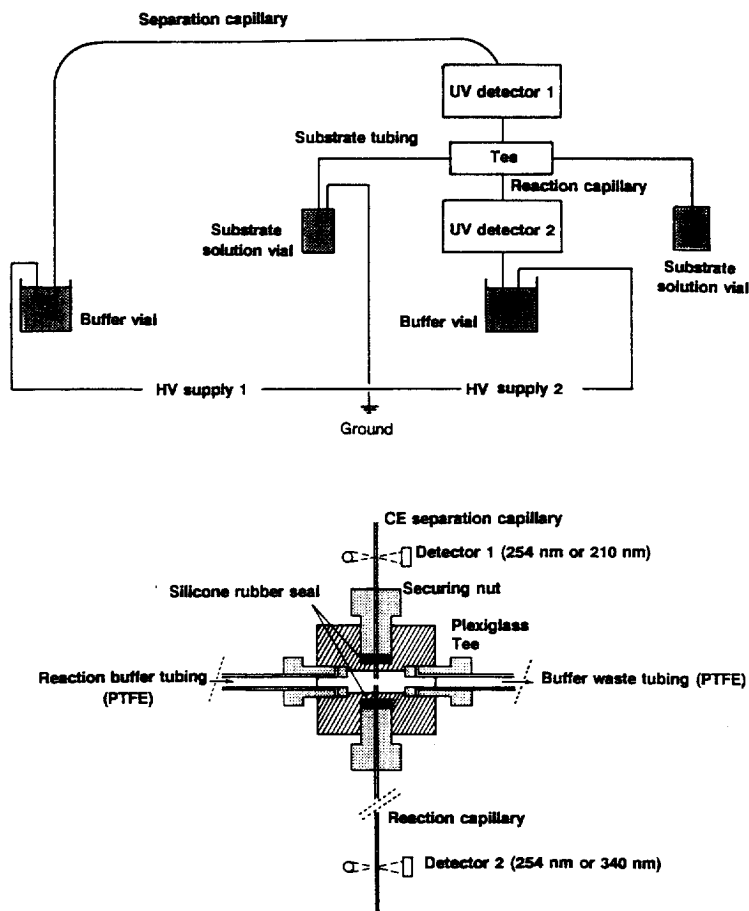 Separation capillary
UV detector 1
Substrate tubing
Tee
Reaction capillary
Substrate
solution vial
UV detector 2
Substrate
solution vial
Buffer vial
Buffer vial
HV supply 1
HV supply 2
Ground
CE separation capillary
Detector 1 (254 nm or 210 nm)
Silicone rubber seal
Securing nut
Plexiglass
Tee
Reaction buffer tubing
(PTFE)
Buffer waste tubing (PTFE)
Reaction capillary
Detector 2 (254 nm or 340 nm)